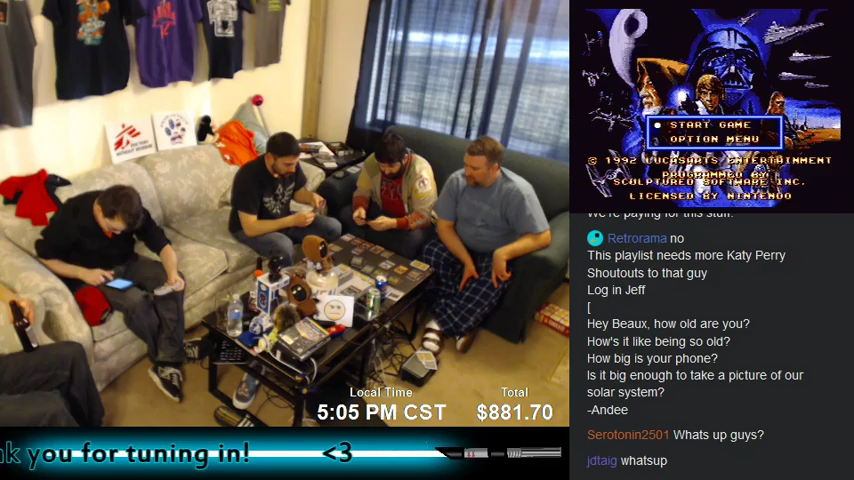 START GAME
OPTION MENU
© 1992 LUCASARTS ENTERTAINMENT
PROGRAMMED BY
SCULPTURED SOFTWARE INC.
LICENSED BY NINTENDO
We're paying for this stuff.
Retrorama no
This playlist needs more Katy Perry
Shoutouts to that guy
Log in Jeff
[
Hey Beaux, how old are you?
How's it like being so old?
How big is your phone?
Is it big enough to take a picture of our
solar system?
-Andee
Serotonin2501 Whats up guys?
jdtaig whatsup
Local Time
5:05 PM CST
Total
$881.70
k you for tuning in! <3